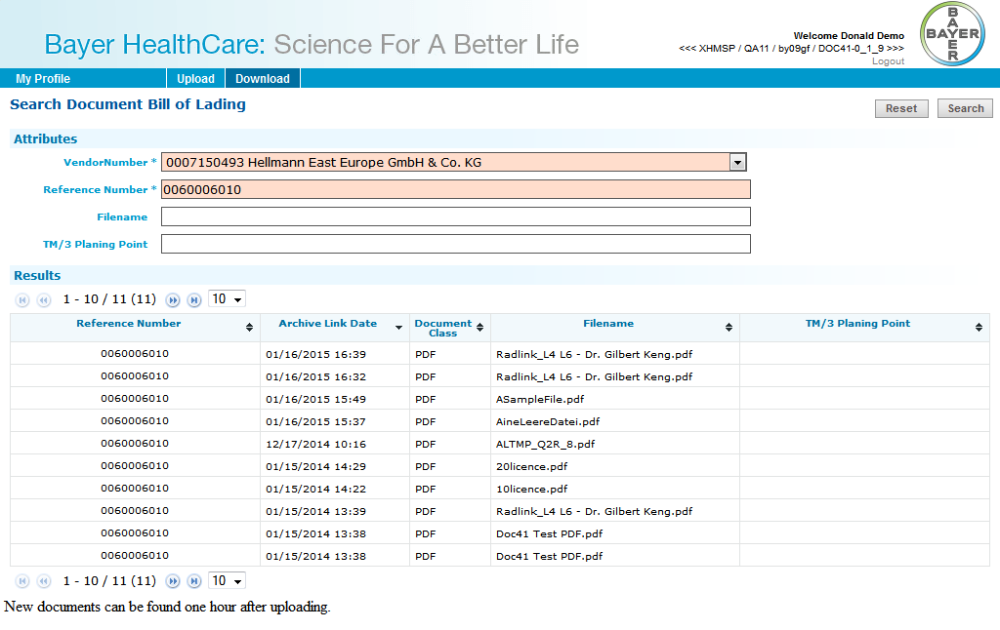 Bayer HealthCare: Science For A Better Life
Welcome Donald Demo
<<< XHMSP / QA11 / by09gf / DOC41-0_1_9 >>>
Logout
BAYER
BAYER
My Profile Upload Download
Search Document Bill of Lading
Reset Search
Attributes
VendorNumber * 0007150493 Hellmann East Europe GmbH & Co. KG
Reference Number * 0060006010
Filename
TM/3 Planing Point
Results
1 - 10 / 11 (11) 10
Reference Number Archive Link Date Document Class Filename TM/3 Planing Point
0060006010 01/16/2015 16:39 PDF Radlink_L4 L6 - Dr. Gilbert Keng.pdf
0060006010 01/16/2015 16:32 PDF Radlink_L4 L6 - Dr. Gilbert Keng.pdf
0060006010 01/16/2015 15:49 PDF ASampleFile.pdf
0060006010 01/16/2015 15:37 PDF AineLeereDatei.pdf
0060006010 12/17/2014 10:16 PDF ALTMP_Q2R_8.pdf
0060006010 01/15/2014 14:29 PDF 20licence.pdf
0060006010 01/15/2014 14:22 PDF 10licence.pdf
0060006010 01/15/2014 13:39 PDF Radlink_L4 L6 - Dr. Gilbert Keng.pdf
0060006010 01/15/2014 13:38 PDF Doc41 Test PDF.pdf
0060006010 01/15/2014 13:38 PDF Doc41 Test PDF.pdf
1 - 10 / 11 (11) 10
New documents can be found one hour after uploading.